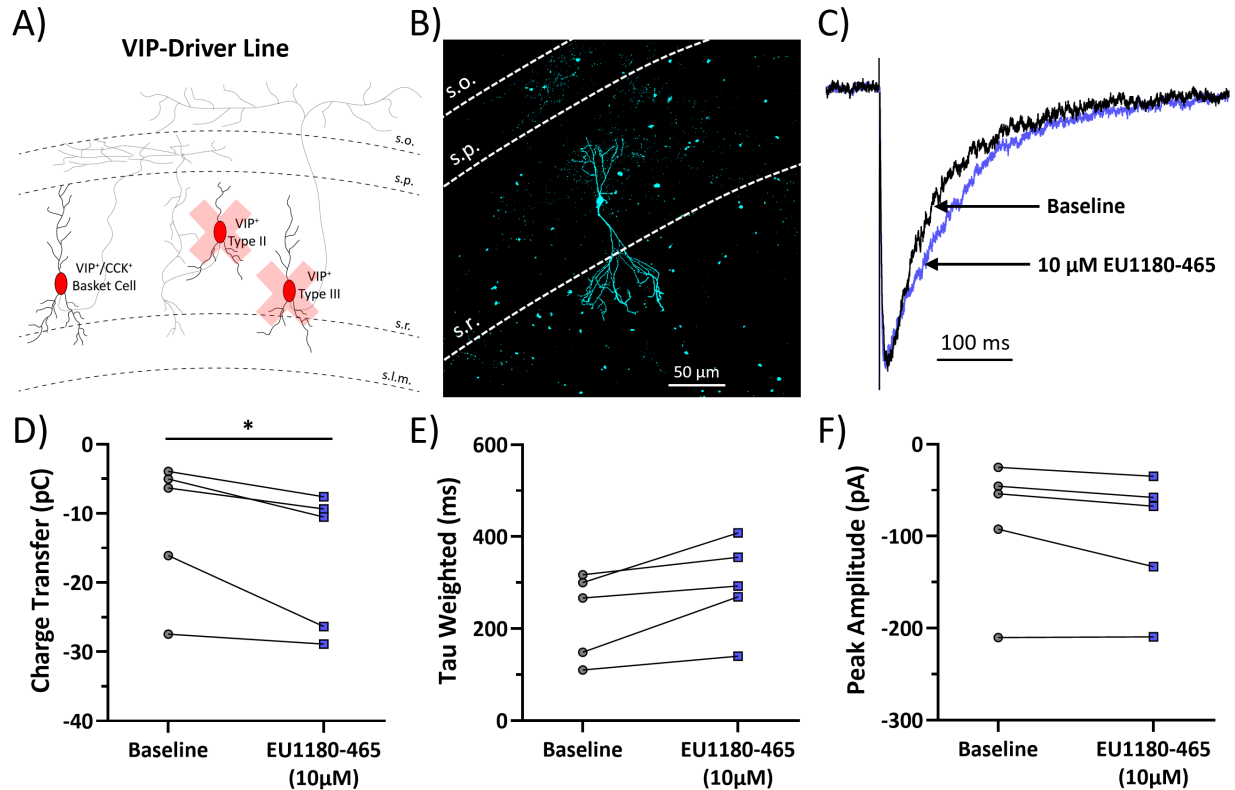 A)
VIP-Driver Line
s.o.
s.p.
VIP⁺
Type II
VIP⁺/CCK⁺
Basket Cell
VIP⁺
Type III
s.r.
s.l.m.
B)
s.o.
s.p.
s.r.
50 µm
C)
Baseline
10 µM EU1180-465
100 ms
D)
*
Charge Transfer (pC)
0
-10
-20
-30
-40
Baseline
EU1180-465
(10µM)
E)
Tau Weighted (ms)
600
400
200
0
Baseline
EU1180-465
(10µM)
F)
Peak Amplitude (pA)
0
-100
-200
-300
Baseline
EU1180-465
(10µM)